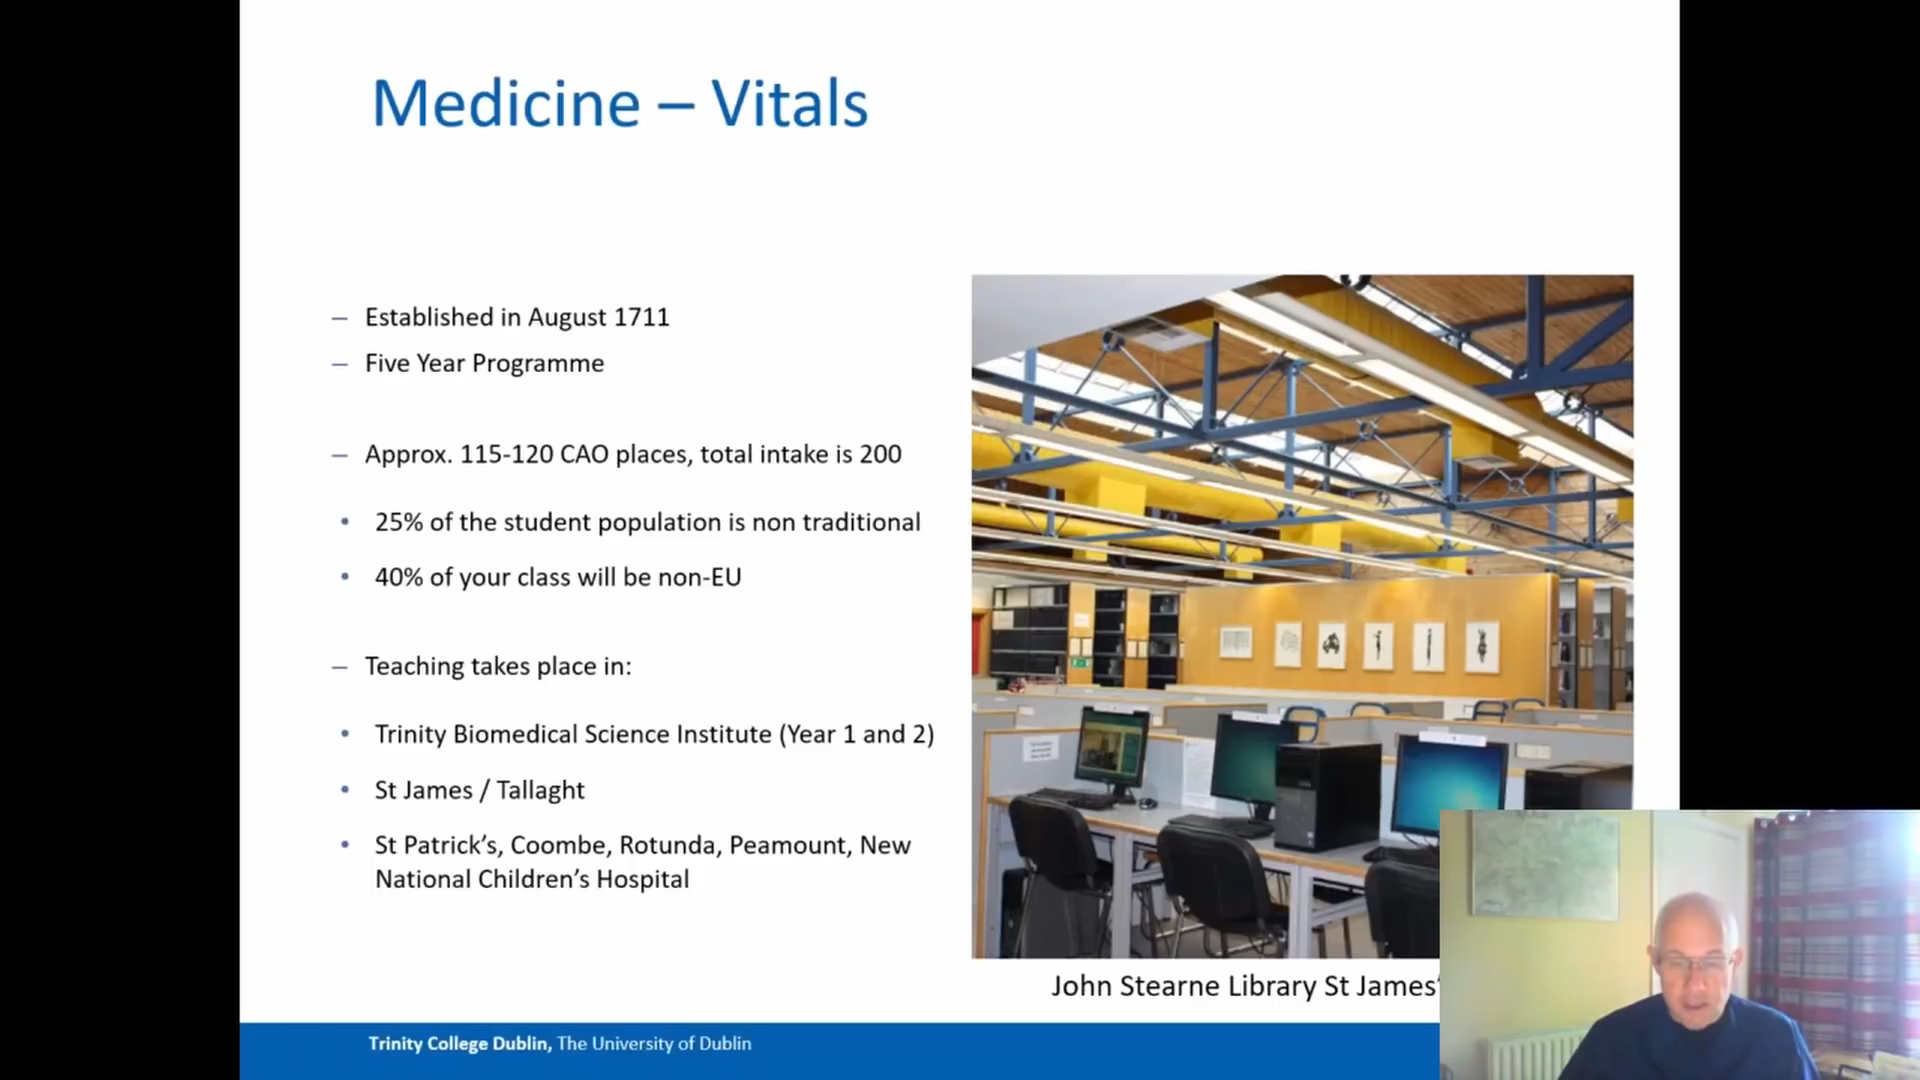 Medicine – Vitals
– Established in August 1711
– Five Year Programme
– Approx. 115-120 CAO places, total intake is 200
• 25% of the student population is non traditional
• 40% of your class will be non-EU
– Teaching takes place in:
• Trinity Biomedical Science Institute (Year 1 and 2)
• St James / Tallaght
• St Patrick’s, Coombe, Rotunda, Peamount, New
National Children’s Hospital
John Stearne Library St James’
Trinity College Dublin, The University of Dublin